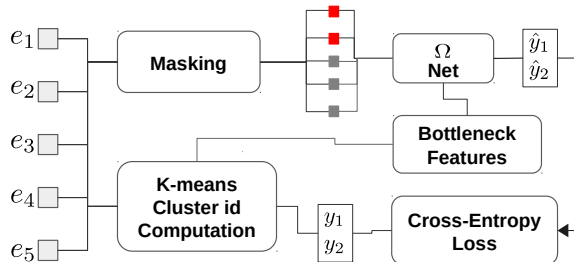 e₁
e₂
e₃
e₄
e₅
Masking
Ω
Net
ŷ₁
ŷ₂
Bottleneck
Features
K-means
Cluster id
Computation
y₁
y₂
Cross-Entropy
Loss